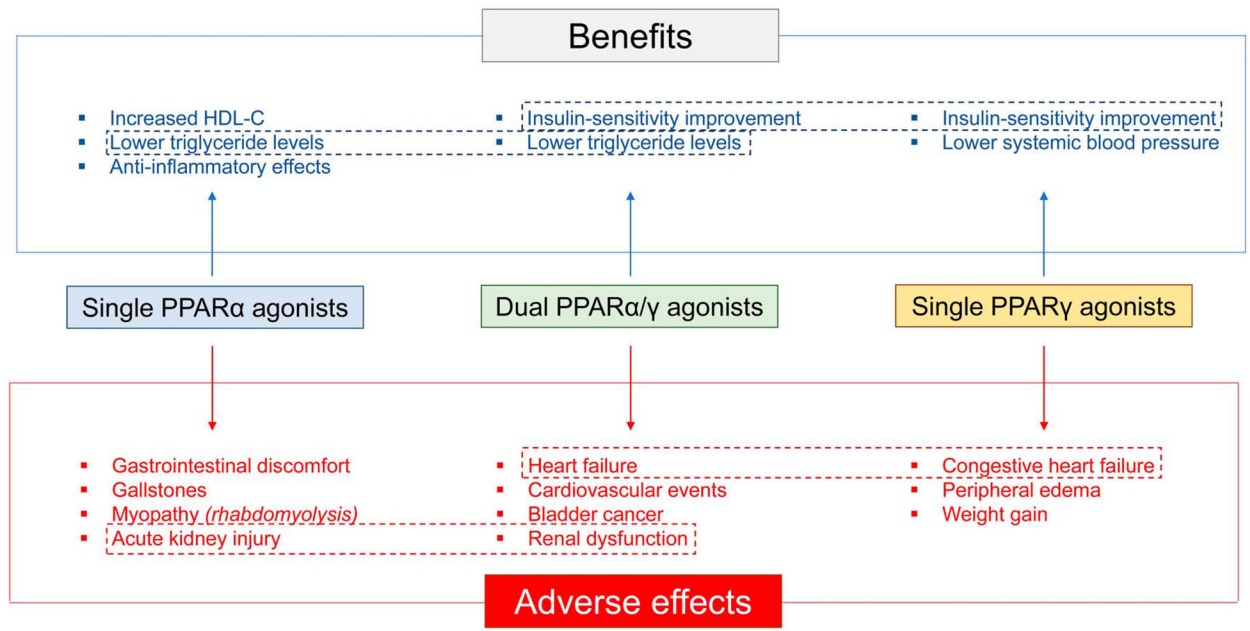 Benefits
▪ Increased HDL-C
▪ Lower triglyceride levels
▪ Anti-inflammatory effects
▪ Insulin-sensitivity improvement
▪ Lower triglyceride levels
▪ Insulin-sensitivity improvement
▪ Lower systemic blood pressure
Single PPARα agonists
Dual PPARα/γ agonists
Single PPARγ agonists
▪ Gastrointestinal discomfort
▪ Gallstones
▪ Myopathy (rhabdomyolysis)
▪ Acute kidney injury
▪ Heart failure
▪ Cardiovascular events
▪ Bladder cancer
▪ Renal dysfunction
▪ Congestive heart failure
▪ Peripheral edema
▪ Weight gain
Adverse effects